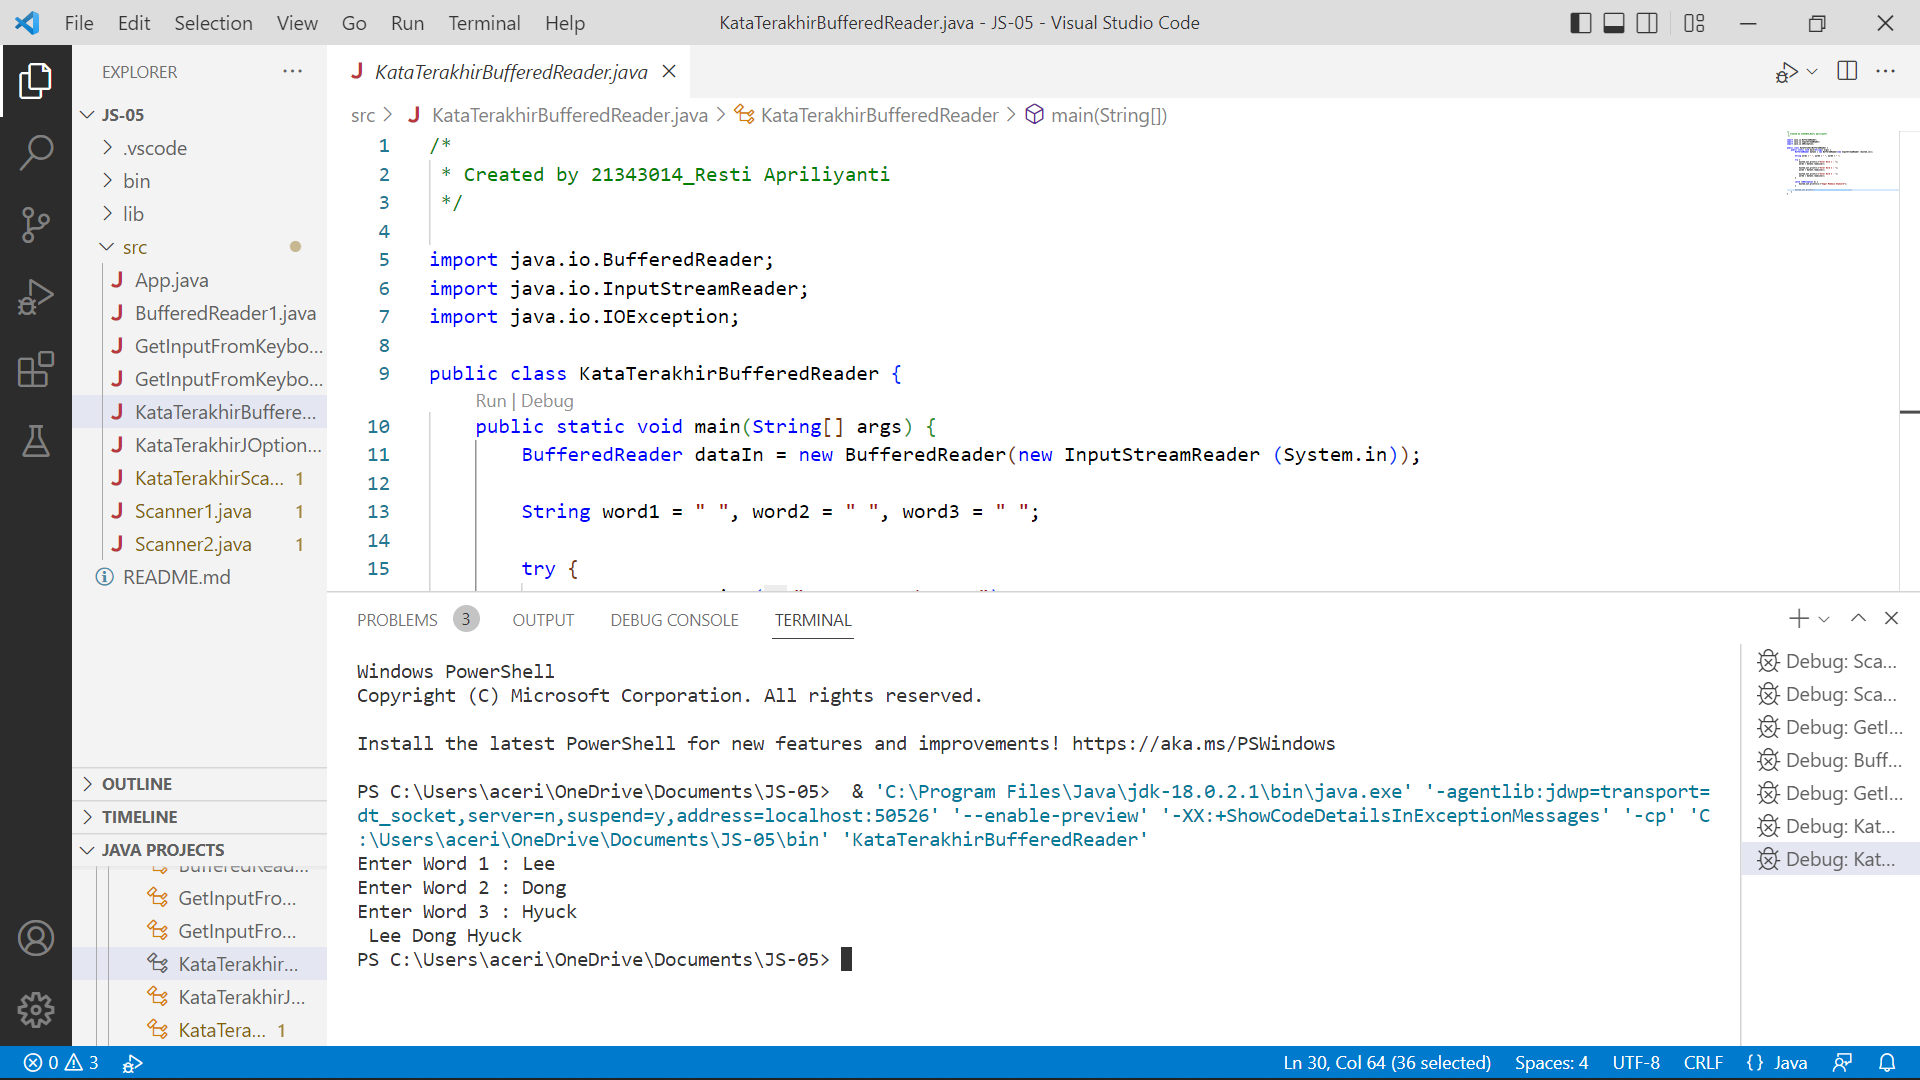 File Edit Selection View Go Run Terminal Help KataTerakhirBufferedReader.java - JS-05 - Visual Studio Code
EXPLORER
JS-05
.vscode
bin
lib
src
App.java
BufferedReader1.java
GetInputFromKeybo...
GetInputFromKeybo...
KataTerakhirBuffere...
KataTerakhirJOption...
KataTerakhirSca... 1
Scanner1.java 1
Scanner2.java 1
README.md
OUTLINE
TIMELINE
JAVA PROJECTS
BufferedRead...
GetInputFro...
GetInputFro...
KataTerakhir...
KataTerakhirJ...
KataTera... 1
KataTerakhirBufferedReader.java
src > KataTerakhirBufferedReader.java > KataTerakhirBufferedReader > main(String[])
1 /*
2 * Created by 21343014_Resti Apriliyanti
3 */
4
5 import java.io.BufferedReader;
6 import java.io.InputStreamReader;
7 import java.io.IOException;
8
9 public class KataTerakhirBufferedReader {
Run | Debug
10 public static void main(String[] args) {
11 BufferedReader dataIn = new BufferedReader(new InputStreamReader (System.in));
12
13 String word1 = " ", word2 = " ", word3 = " ";
14
15 try {
PROBLEMS 3 OUTPUT DEBUG CONSOLE TERMINAL
Windows PowerShell
Copyright (C) Microsoft Corporation. All rights reserved.
Install the latest PowerShell for new features and improvements! https://aka.ms/PSWindows
PS C:\Users\aceri\OneDrive\Documents\JS-05> & 'C:\Program Files\Java\jdk-18.0.2.1\bin\java.exe' '-agentlib:jdwp=transport=
dt_socket,server=n,suspend=y,address=localhost:50526' '--enable-preview' '-XX:+ShowCodeDetailsInExceptionMessages' '-cp' 'C
:\Users\aceri\OneDrive\Documents\JS-05\bin' 'KataTerakhirBufferedReader'
Enter Word 1 : Lee
Enter Word 2 : Dong
Enter Word 3 : Hyuck
Lee Dong Hyuck
PS C:\Users\aceri\OneDrive\Documents\JS-05>
Debug: Sca...
Debug: Sca...
Debug: GetI...
Debug: Buff...
Debug: GetI...
Debug: Kat...
Debug: Kat...
0 3 Ln 30, Col 64 (36 selected) Spaces: 4 UTF-8 CRLF {} Java